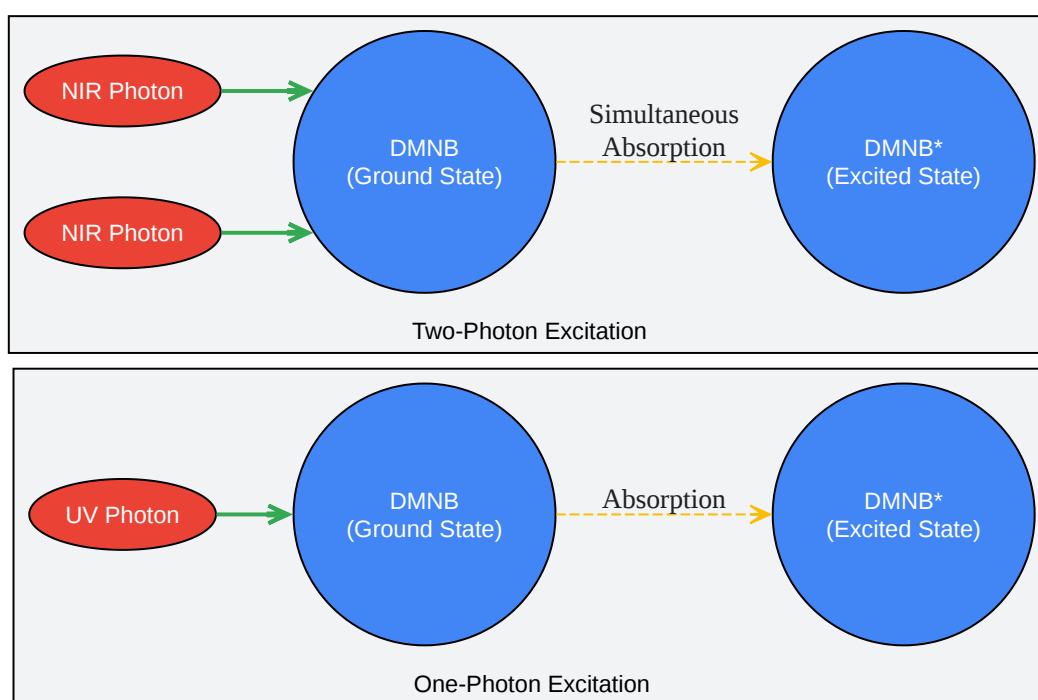 NIR Photon
NIR Photon
DMNB
(Ground State)
Simultaneous
Absorption
DMNB*
(Excited State)
Two-Photon Excitation
UV Photon
DMNB
(Ground State)
Absorption
DMNB*
(Excited State)
One-Photon Excitation